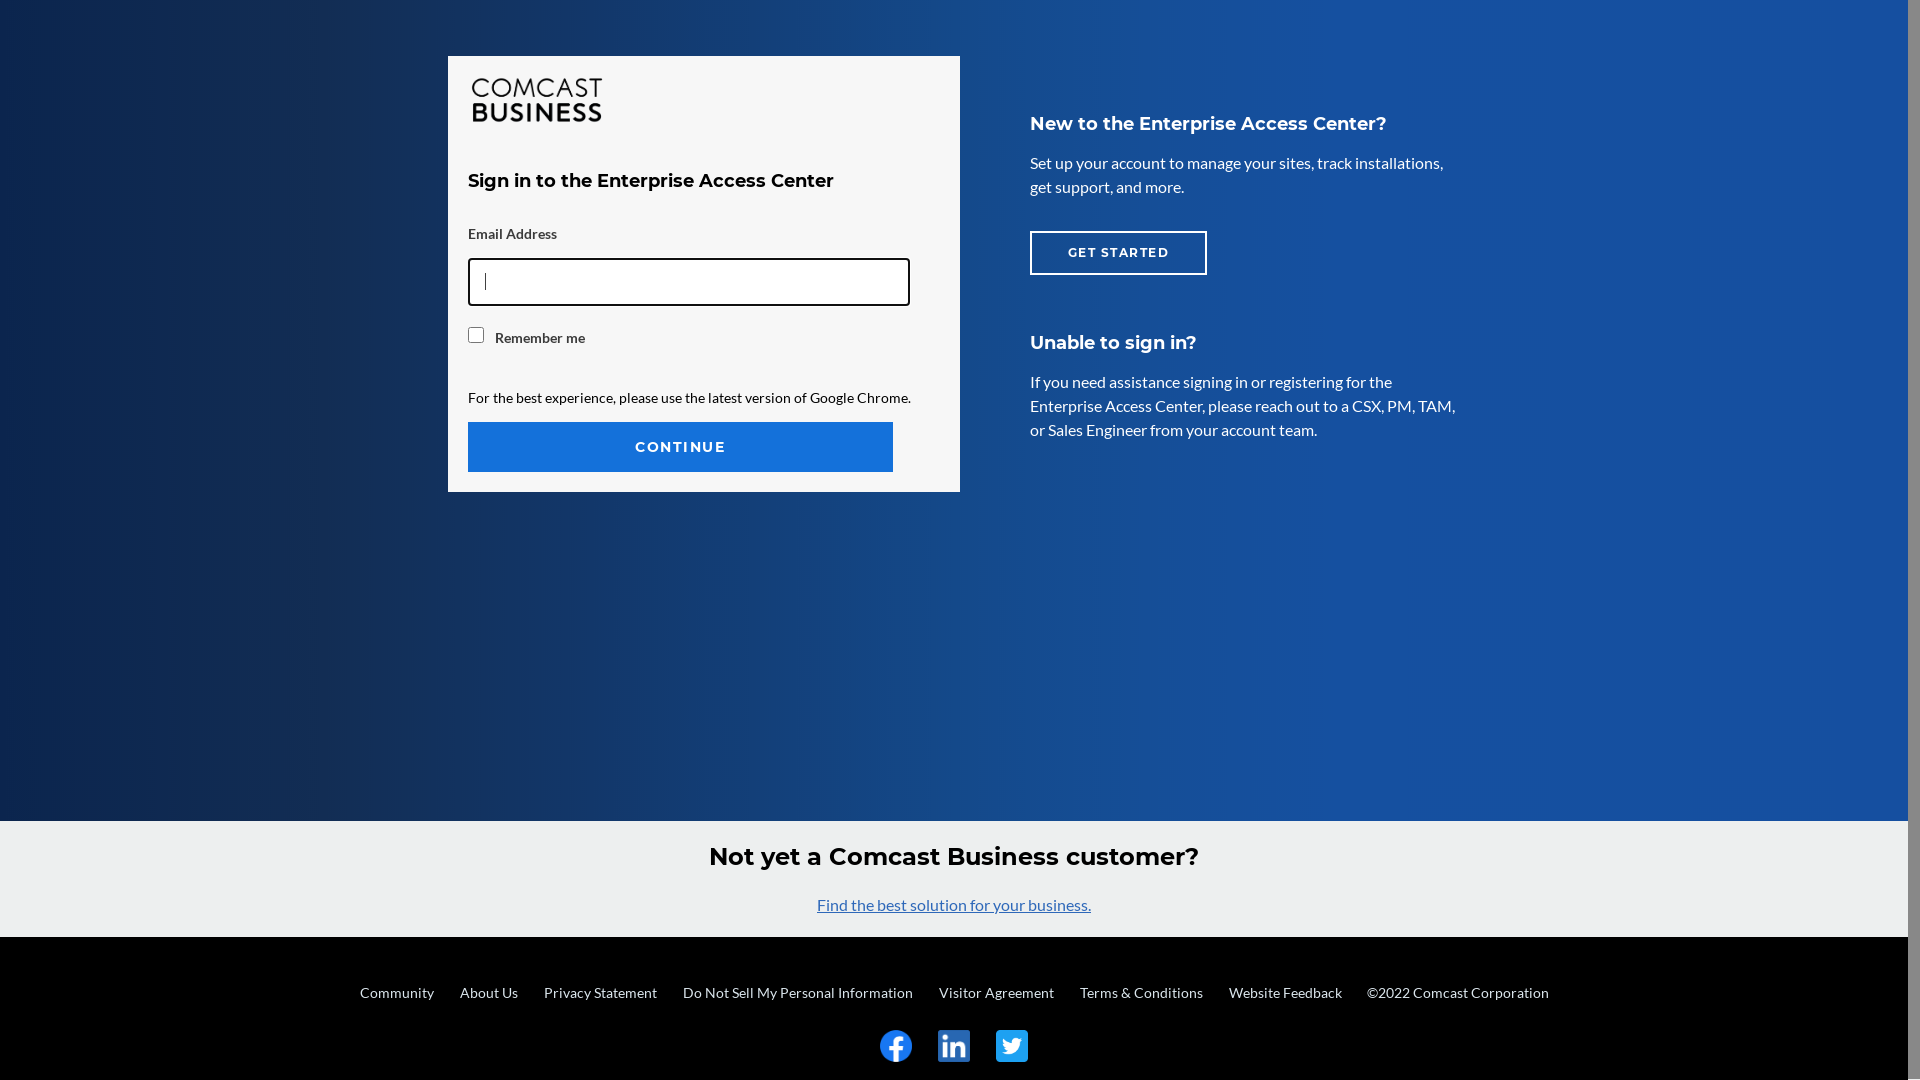 COMCAST
BUSINESS
Sign in to the Enterprise Access Center
Email Address
Remember me
For the best experience, please use the latest version of Google Chrome.
CONTINUE
New to the Enterprise Access Center?
Set up your account to manage your sites, track installations,
get support, and more.
GET STARTED
Unable to sign in?
If you need assistance signing in or registering for the
Enterprise Access Center, please reach out to a CSX, PM, TAM,
or Sales Engineer from your account team.
Not yet a Comcast Business customer?
Find the best solution for your business.
Community About Us Privacy Statement Do Not Sell My Personal Information Visitor Agreement Terms & Conditions Website Feedback ©2022 Comcast Corporation